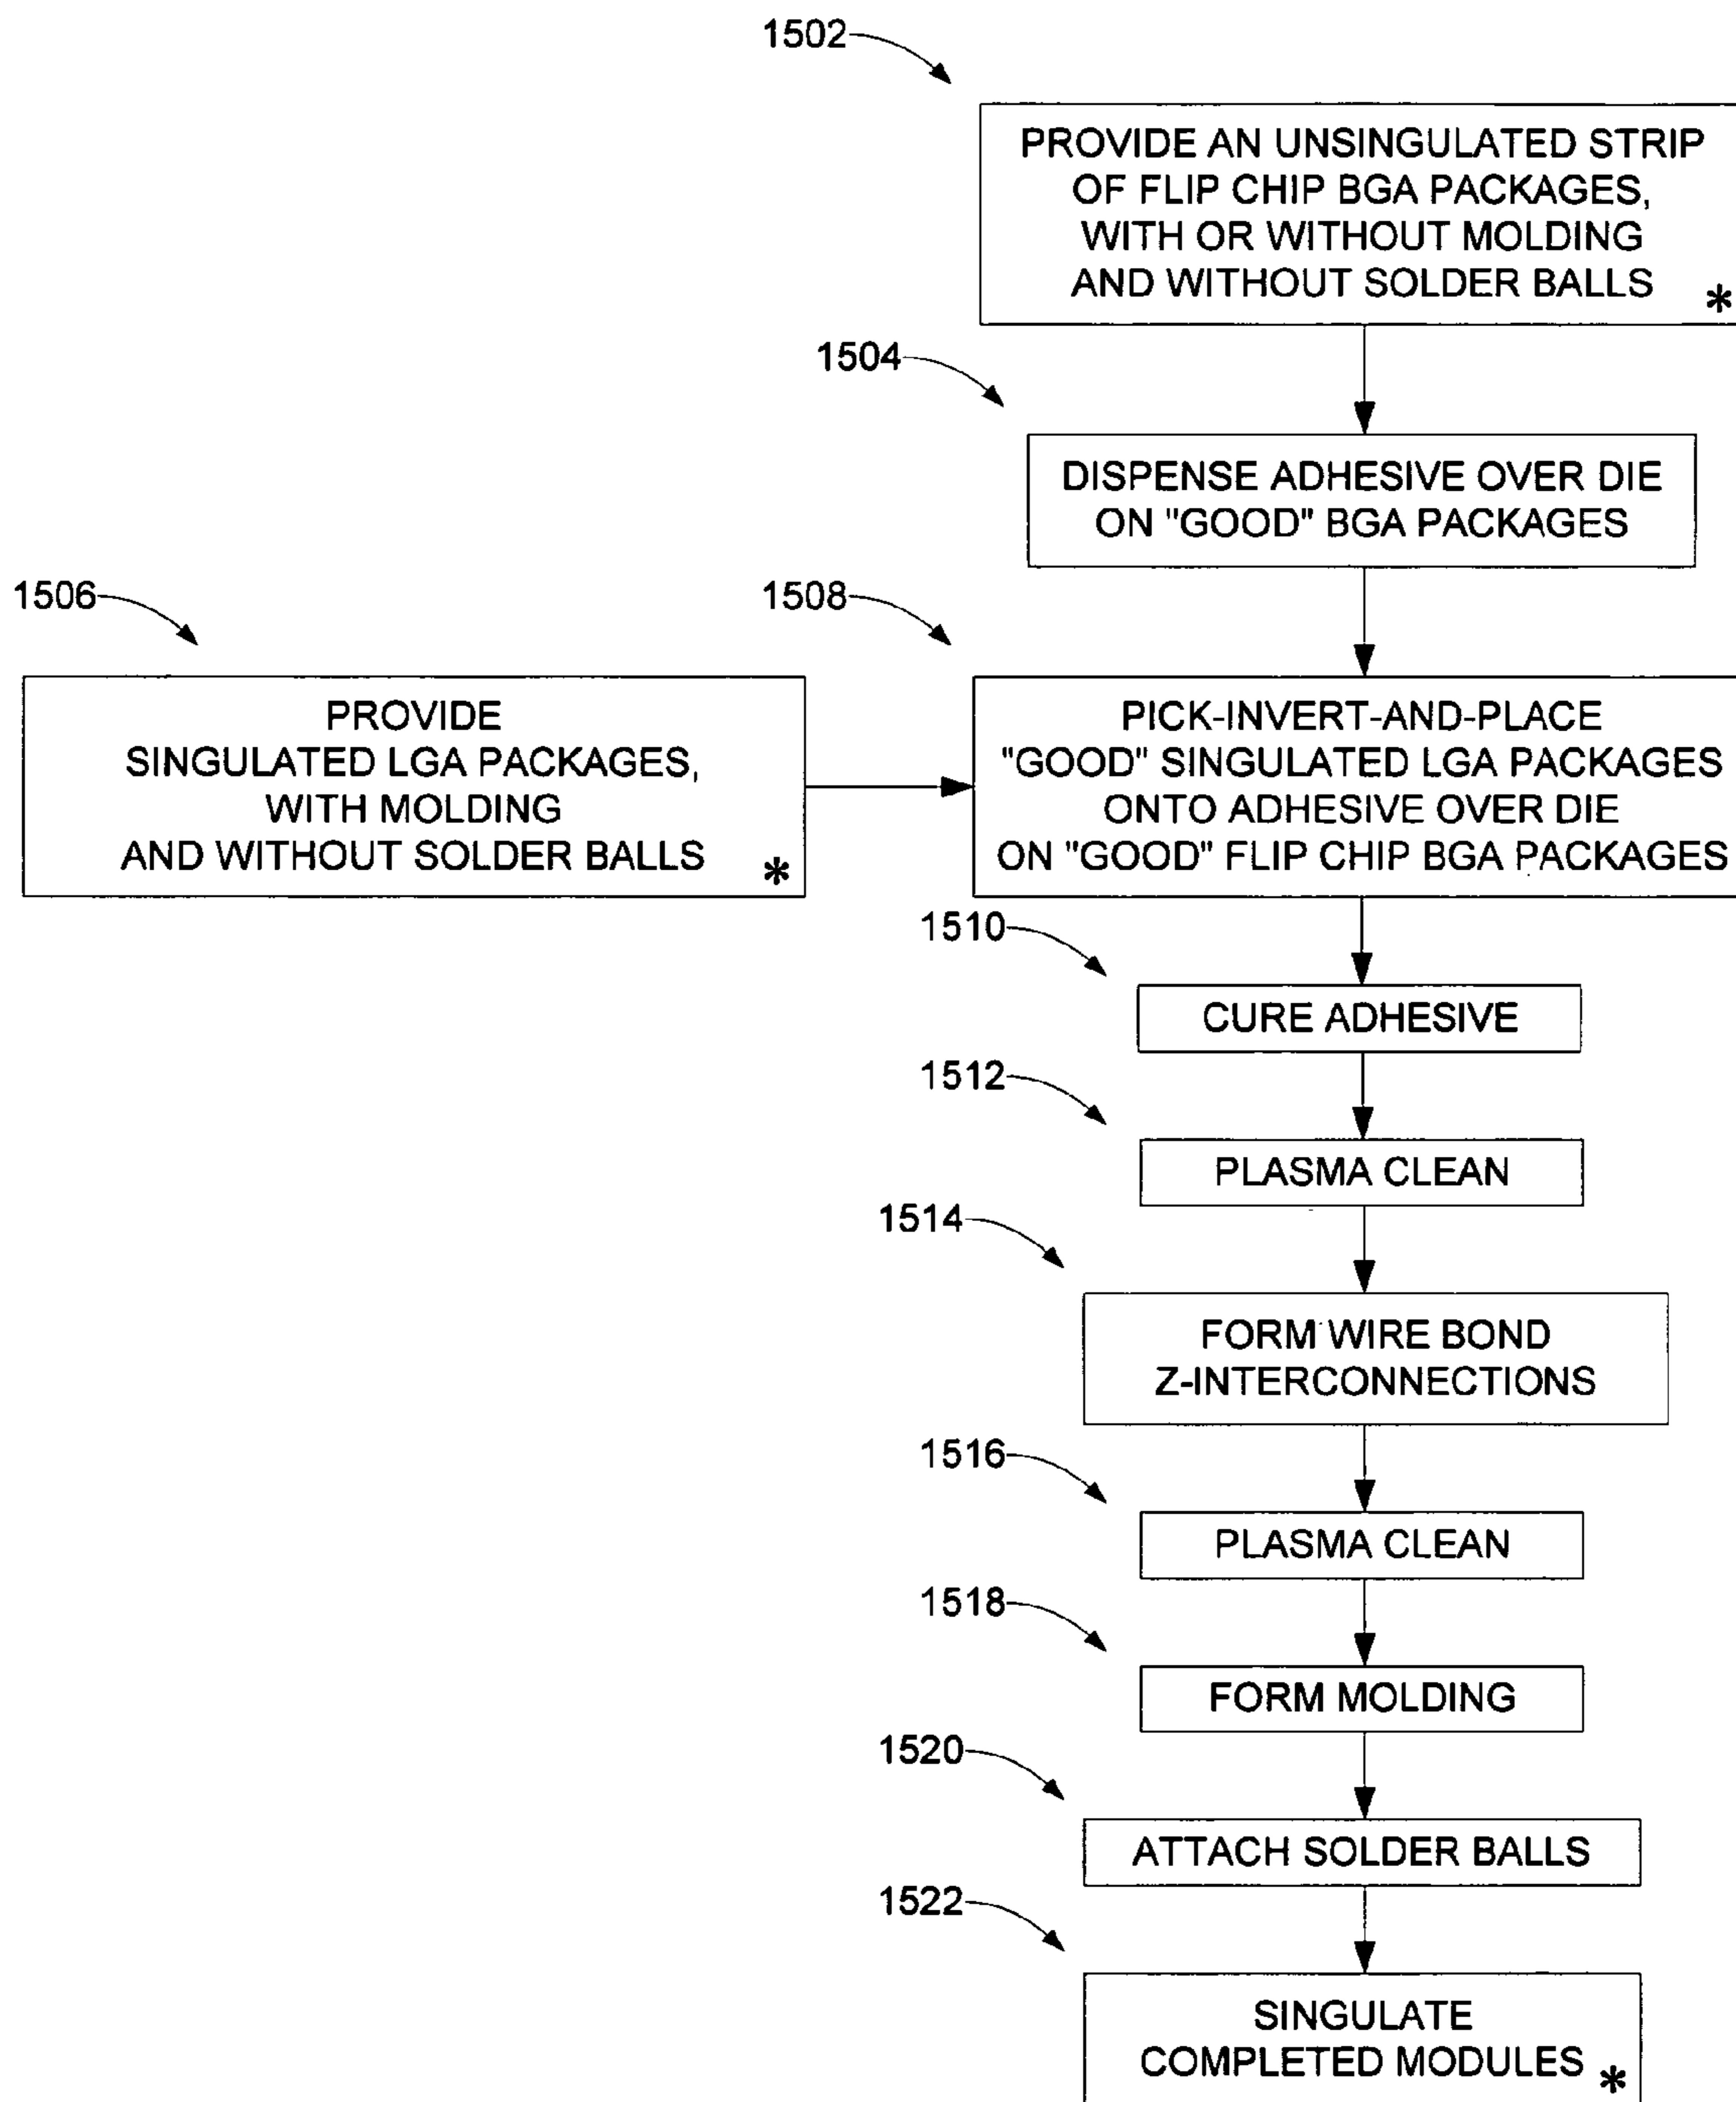 1502
PROVIDE AN UNSINGULATED STRIP
OF FLIP CHIP BGA PACKAGES,
WITH OR WITHOUT MOLDING
AND WITHOUT SOLDER BALLS *
1504
DISPENSE ADHESIVE OVER DIE
ON "GOOD" BGA PACKAGES
1506
PROVIDE
SINGULATED LGA PACKAGES,
WITH MOLDING
AND WITHOUT SOLDER BALLS *
1508
PICK-INVERT-AND-PLACE
"GOOD" SINGULATED LGA PACKAGES
ONTO ADHESIVE OVER DIE
ON "GOOD" FLIP CHIP BGA PACKAGES
1510
CURE ADHESIVE
1512
PLASMA CLEAN
1514
FORM WIRE BOND
Z-INTERCONNECTIONS
1516
PLASMA CLEAN
1518
FORM MOLDING
1520
ATTACH SOLDER BALLS
1522
SINGULATE
COMPLETED MODULES *